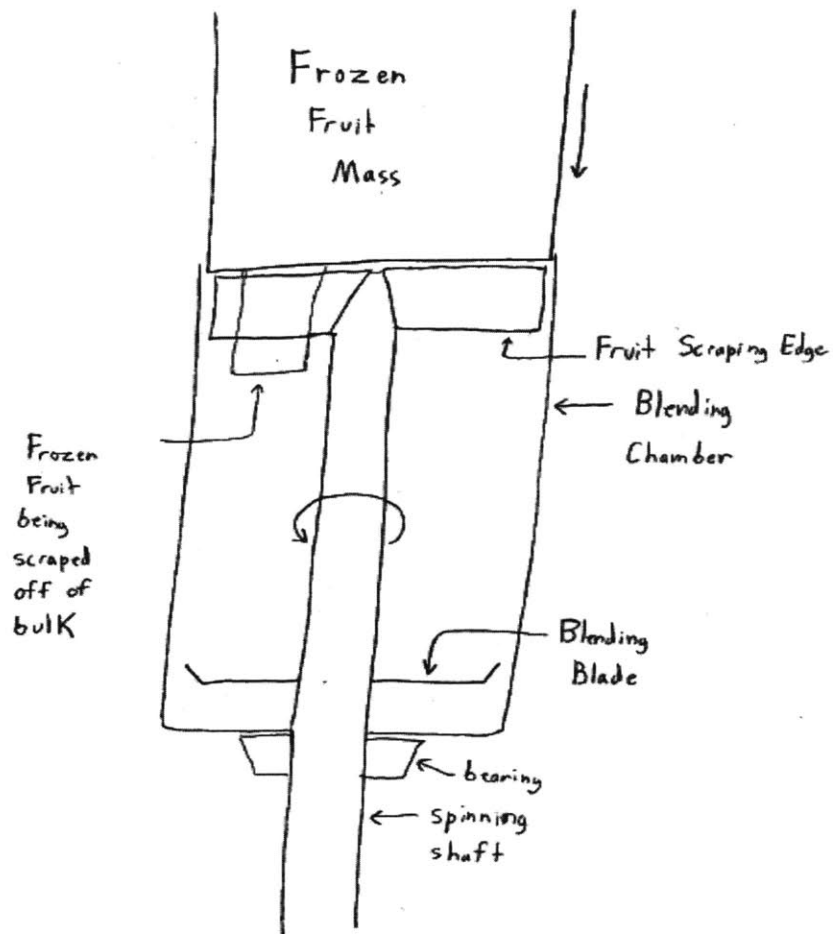 Frozen
Fruit
Mass
Fruit Scraping Edge
Blending
Chamber
Frozen
Fruit
being
scraped
off of
bulK
Blending
Blade
bearing
spinning
shaft